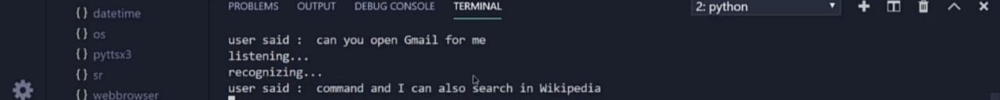 PROBLEMS OUTPUT DEBUG CONSOLE TERMINAL 2: python
{} datetime
{} os
{} pyttsx3
{} sr
{} webbrowser
user said :  can you open Gmail for me
listening...
recognizing...
user said :  command and I can also search in Wikipedia